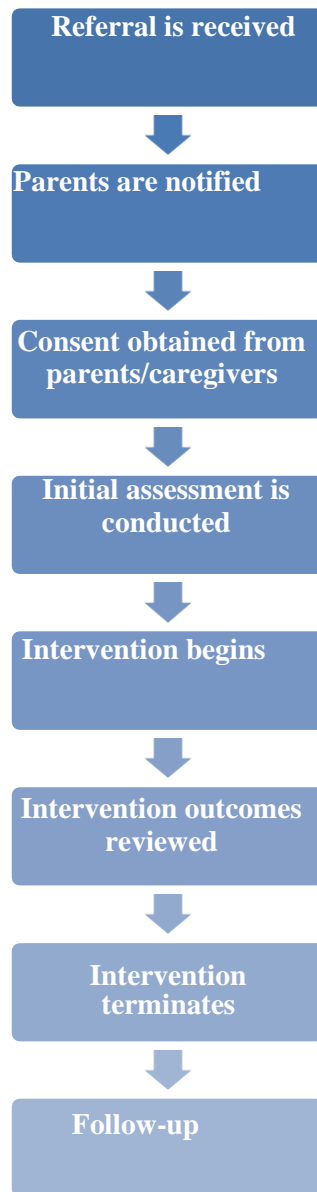 Referral is received
Parents are notified
Consent obtained from
parents/caregivers
Initial assessment is
conducted
Intervention begins
Intervention outcomes
reviewed
Intervention
terminates
Follow-up